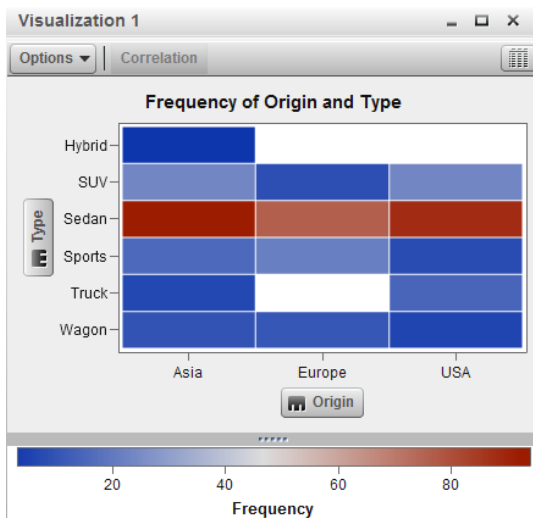 Visualization 1
Options Correlation
Frequency of Origin and Type
Hybrid
SUV
Sedan
Sports
Truck
Wagon
Type
Asia Europe USA
Origin
20 40 60 80
Frequency